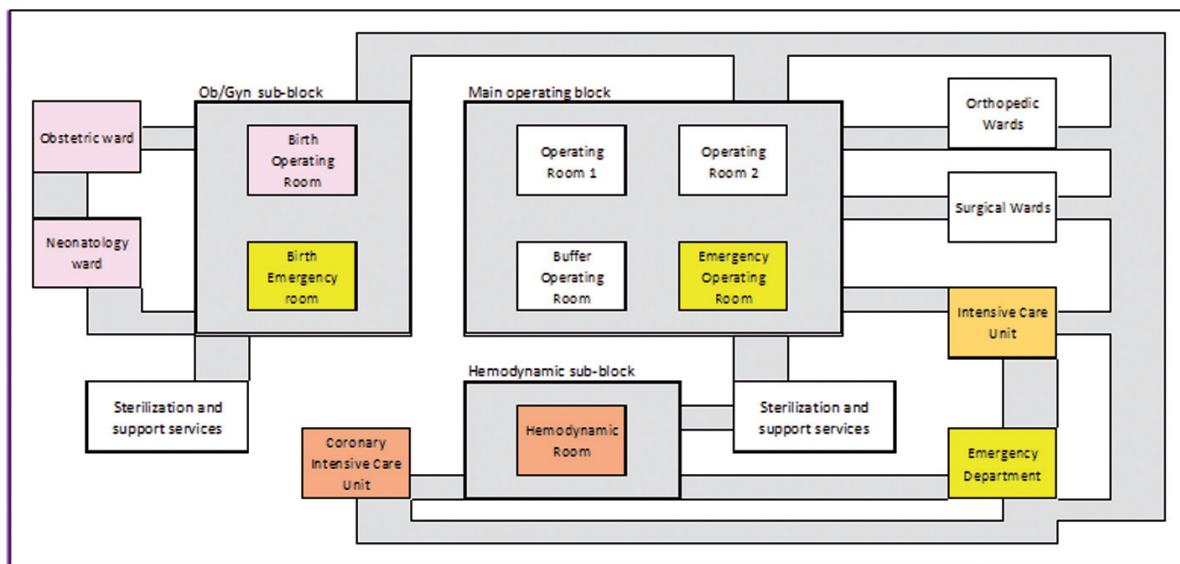 Ob/Gyn sub-block
Main operating block
Obstetric ward
Birth
Operating
Room
Operating
Room 1
Operating
Room 2
Orthopedic
Wards
Surgical Wards
Neonatology
ward
Birth
Emergency
room
Buffer
Operating
Room
Emergency
Operating
Room
Intensive Care
Unit
Hemodynamic sub-block
Sterilization and
support services
Hemodynamic
Room
Sterilization and
support services
Coronary
Intensive Care
Unit
Emergency
Department